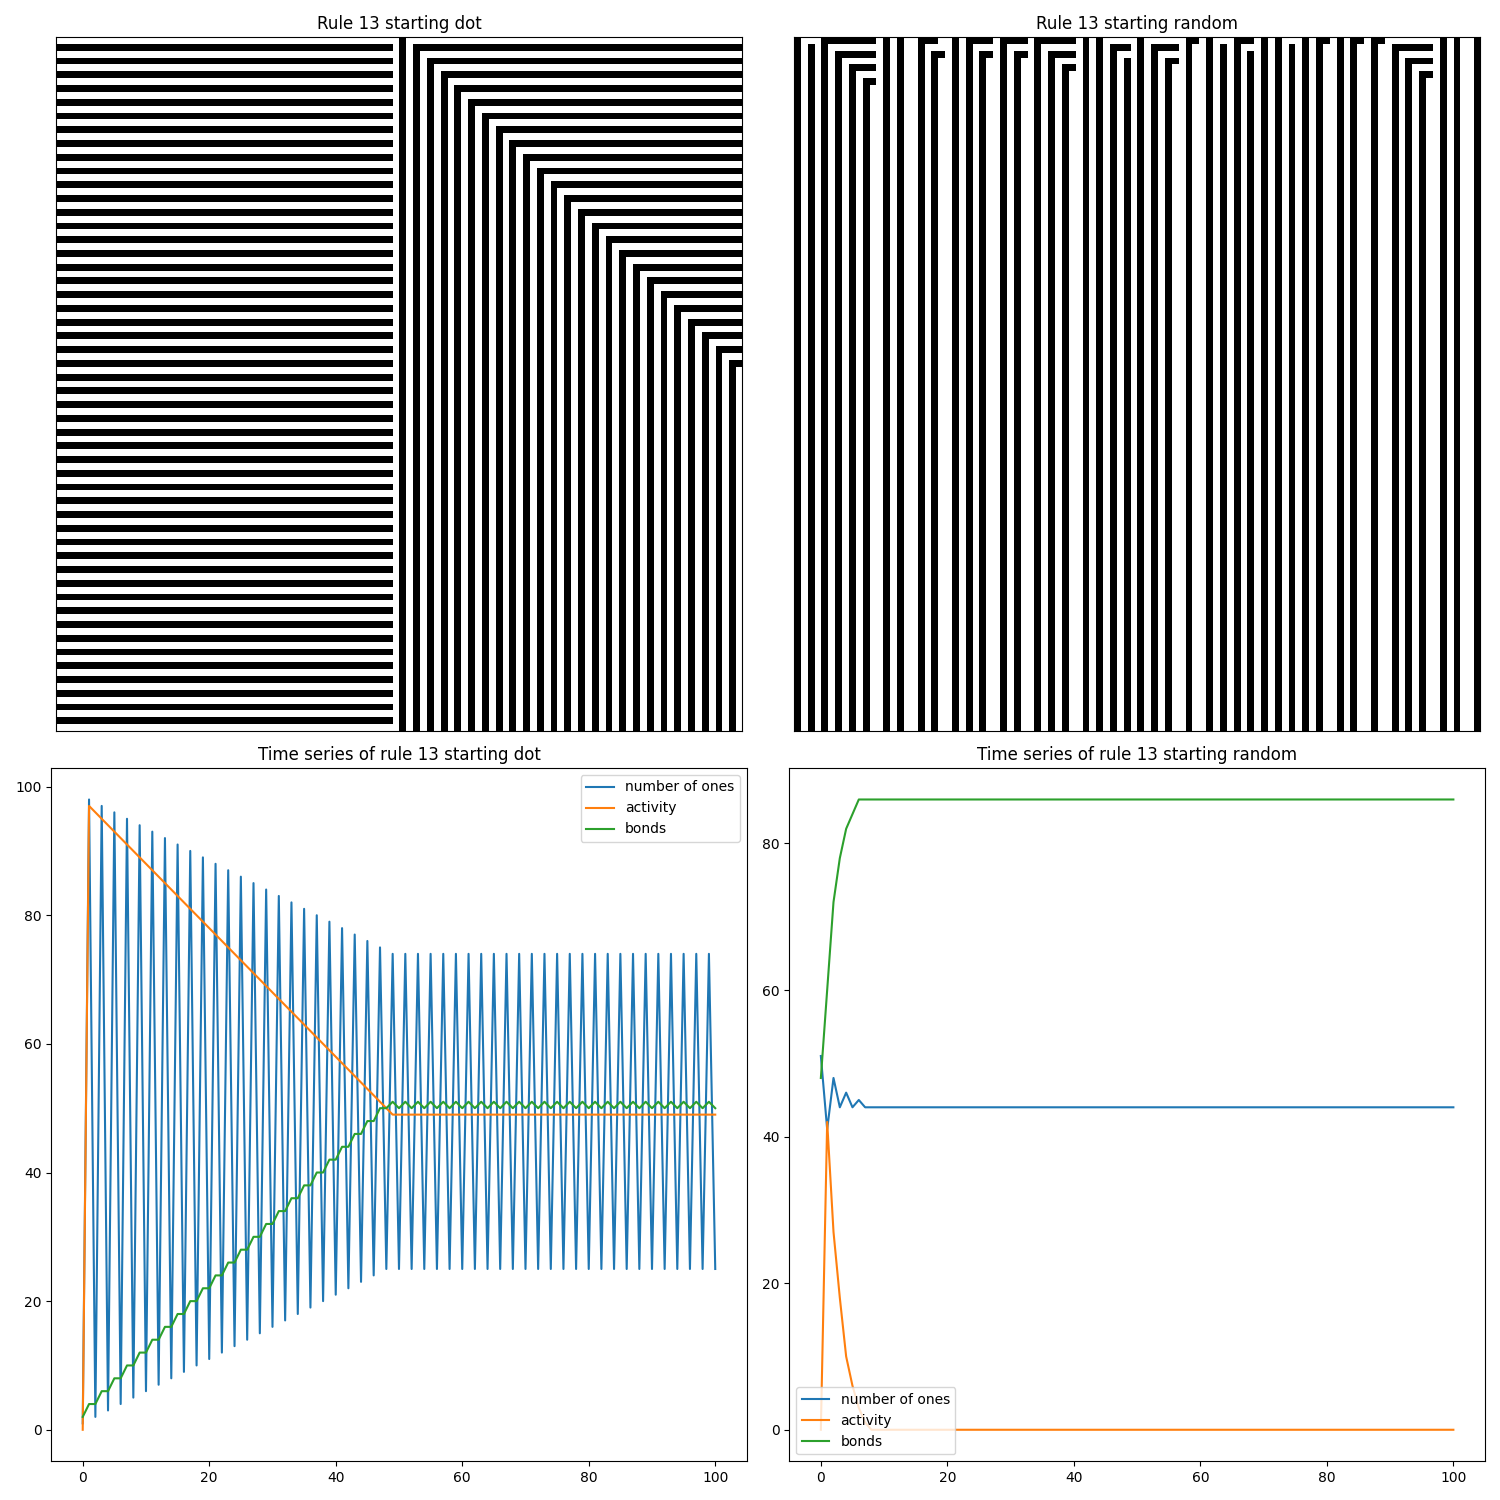 Rule 13 starting dot
Rule 13 starting random
Time series of rule 13 starting dot
100
80
60
40
20
0
0 20 40 60 80 100
number of ones
activity
bonds
Time series of rule 13 starting random
80
60
40
20
0
0 20 40 60 80 100
number of ones
activity
bonds